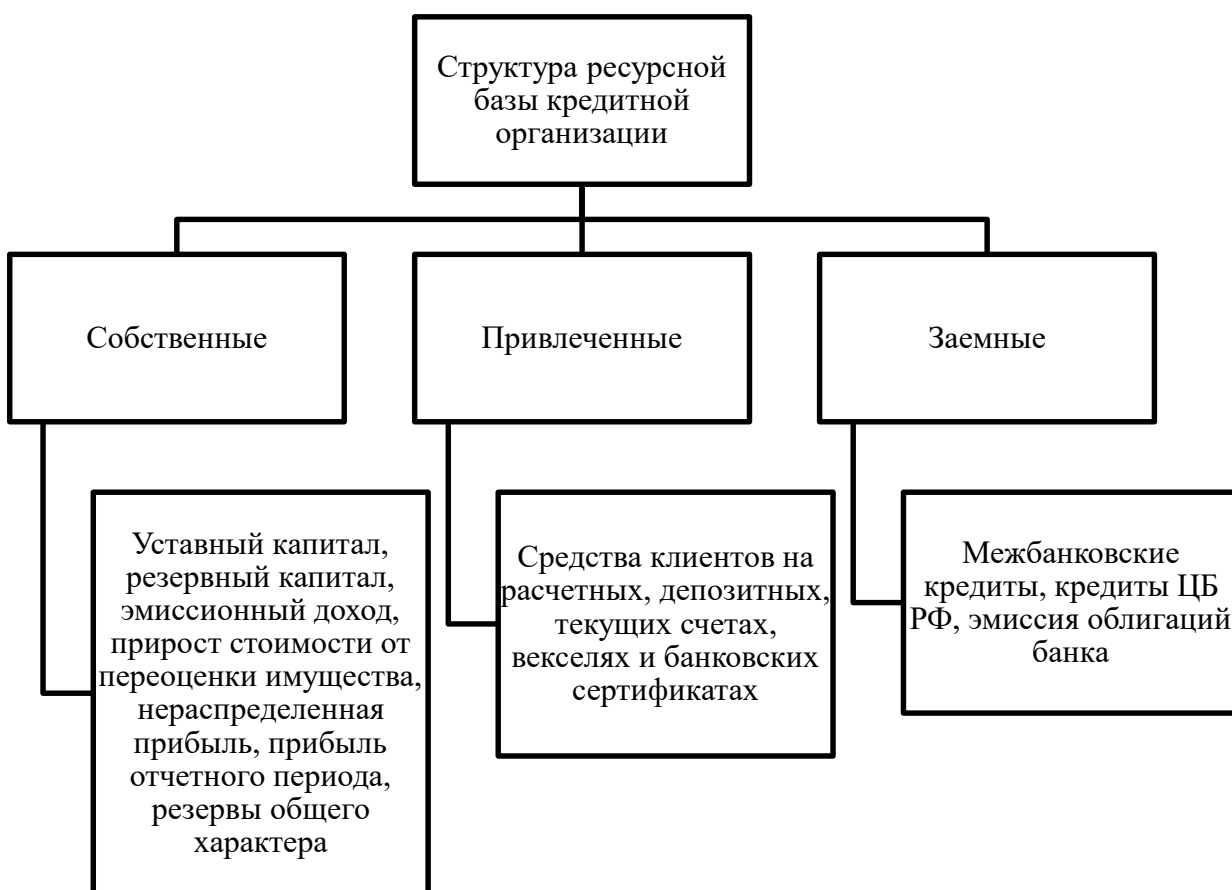 Структура ресурсной
базы кредитной
организации
Собственные
Привлеченные
Заемные
Уставный капитал,
резервный капитал,
эмиссионный доход,
прирост стоимости от
переоценки имущества,
нераспределенная
прибыль, прибыль
отчетного периода,
резервы общего
характера
Средства клиентов на
расчетных, депозитных,
текущих счетах,
векселях и банковских
сертификатах
Межбанковские
кредиты, кредиты ЦБ
РФ, эмиссия облигаций
банка